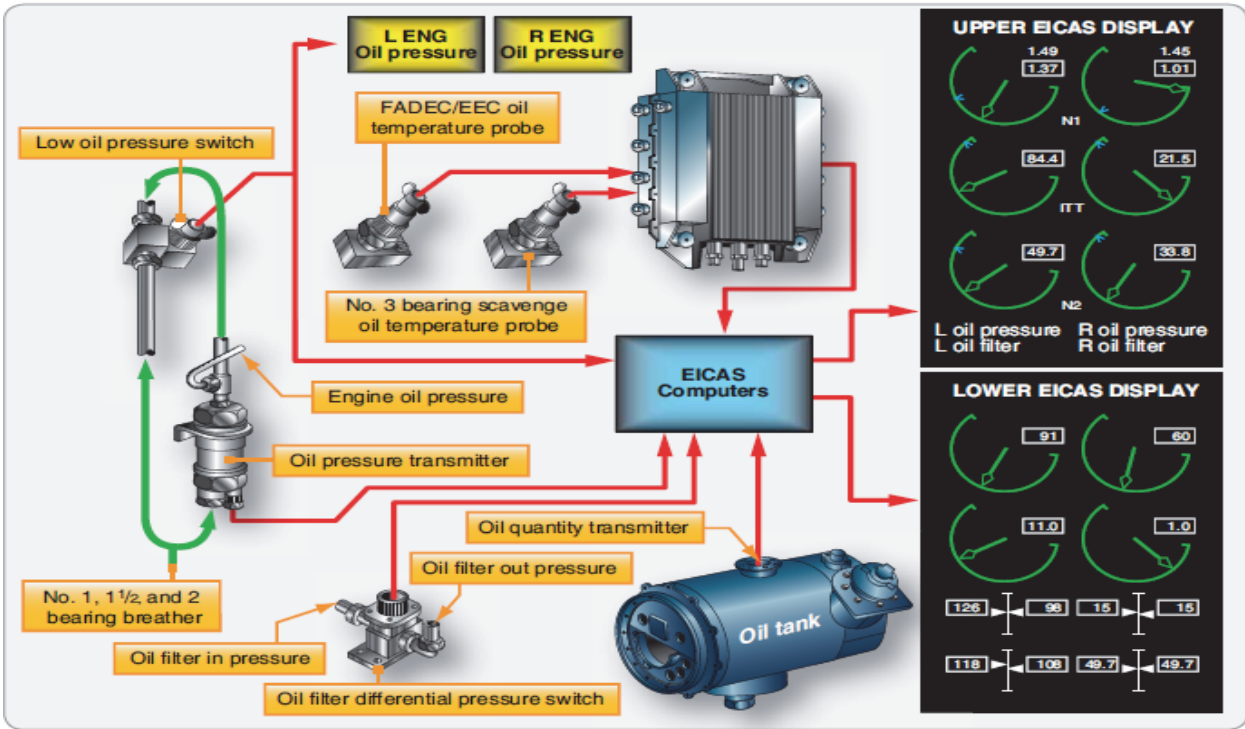 L ENG
Oil pressure
R ENG
Oil pressure
FADEC/EEC oil
temperature probe
Low oil pressure switch
No. 3 bearing scavenge
oil temperature probe
Engine oil pressure
EICAS
Computers
Oil pressure transmitter
Oil quantity transmitter
Oil filter out pressure
No. 1, 1 1/2, and 2
bearing breather
Oil filter in pressure
Oil tank
Oil filter differential pressure switch
UPPER EICAS DISPLAY
1.49 1.45
1.37 1.01
N1
84.4 21.5
ITT
49.7 33.8
N2
L oil pressure R oil pressure
L oil filter R oil filter
LOWER EICAS DISPLAY
91 60
11.0 1.0
126 98 15 15
118 108 49.7 49.7